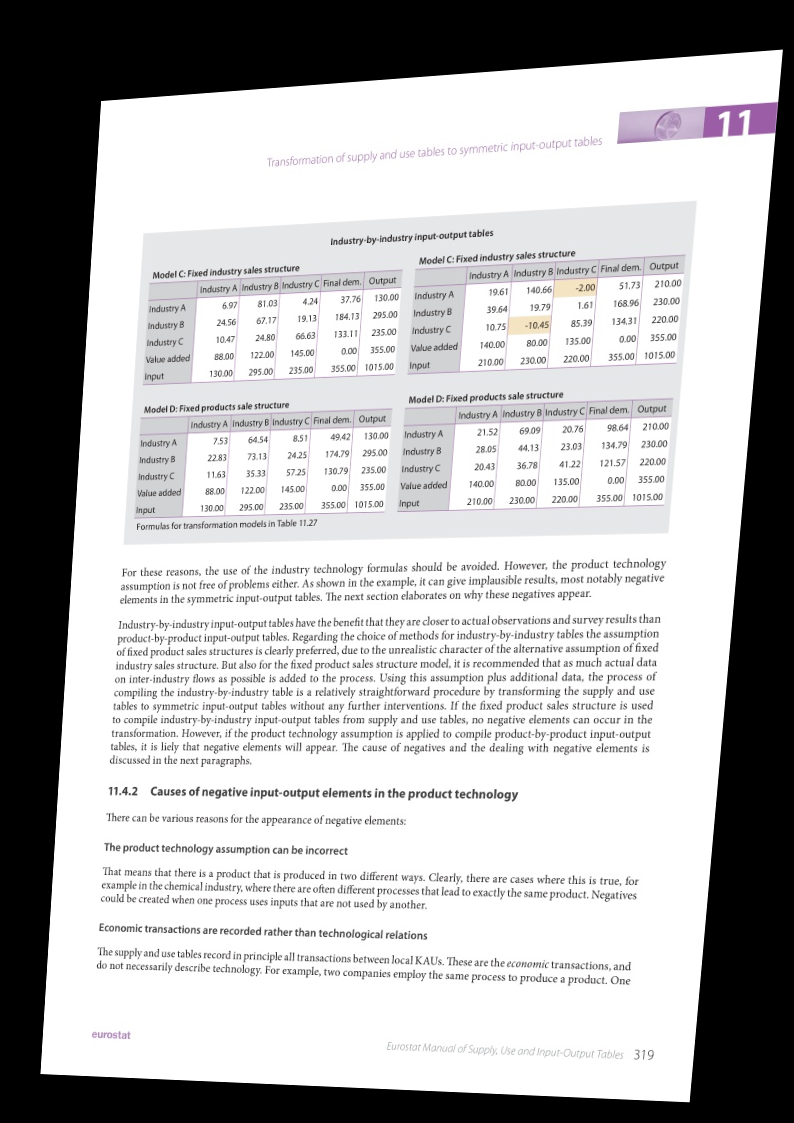 11
Transformation of supply and use tables to symmetric input-output tables
Industry-by-industry input-output tables
Model C: Fixed industry sales structure
Industry A Industry B Industry C Final dem. Output
Industry A 6.97 81.03 4.24 37.76 130.00
Industry B 24.56 67.17 19.13 184.13 295.00
Industry C 10.47 24.80 66.63 133.11 235.00
Value added 88.00 122.00 145.00 0.00 355.00
Input 130.00 295.00 235.00 355.00 1015.00
Model C: Fixed industry sales structure
Industry A Industry B Industry C Final dem. Output
Industry A 19.61 140.66 -2.00 51.73 210.00
Industry B 39.64 19.79 1.61 168.96 230.00
Industry C 10.75 -10.45 85.39 134.31 220.00
Value added 140.00 80.00 135.00 0.00 355.00
Input 210.00 230.00 220.00 355.00 1015.00
Model D: Fixed products sale structure
Industry A Industry B Industry C Final dem. Output
Industry A 7.53 64.54 8.51 49.42 130.00
Industry B 22.83 73.13 24.25 174.79 295.00
Industry C 11.63 35.33 57.25 130.79 235.00
Value added 88.00 122.00 145.00 0.00 355.00
Input 130.00 295.00 235.00 355.00 1015.00
Model D: Fixed products sale structure
Industry A Industry B Industry C Final dem. Output
Industry A 21.52 69.09 20.76 98.64 210.00
Industry B 28.05 44.13 23.03 134.79 230.00
Industry C 20.43 36.78 41.22 121.57 220.00
Value added 140.00 80.00 135.00 0.00 355.00
Input 210.00 230.00 220.00 355.00 1015.00
Formulas for transformation models in Table 11.27
For these reasons, the use of the industry technology formulas should be avoided. However, the product technology
assumption is not free of problems either. As shown in the example, it can give implausible results, most notably negative
elements in the symmetric input-output tables. The next section elaborates on why these negatives appear.
Industry-by-industry input-output tables have the benefit that they are closer to actual observations and survey results than
product-by-product input-output tables. Regarding the choice of methods for industry-by-industry tables the assumption
of fixed product sales structures is clearly preferred, due to the unrealistic character of the alternative assumption of fixed
industry sales structure. But also for the fixed product sales structure model, it is recommended that as much actual data
on inter-industry flows as possible is added to the process. Using this assumption plus additional data, the process of
compiling the industry-by-industry table is a relatively straightforward procedure by transforming the supply and use
tables to symmetric input-output tables without any further interventions. If the fixed product sales structure is used
to compile industry-by-industry input-output tables from supply and use tables, no negative elements can occur in the
transformation. However, if the product technology assumption is applied to compile product-by-product input-output
tables, it is liely that negative elements will appear. The cause of negatives and the dealing with negative elements is
discussed in the next paragraphs.
11.4.2 Causes of negative input-output elements in the product technology
There can be various reasons for the appearance of negative elements:
The product technology assumption can be incorrect
That means that there is a product that is produced in two different ways. Clearly, there are cases where this is true, for
example in the chemical industry, where there are often different processes that lead to exactly the same product. Negatives
could be created when one process uses inputs that are not used by another.
Economic transactions are recorded rather than technological relations
The supply and use tables record in principle all transactions between local KAUs. These are the economic transactions, and
do not necessarily describe technology. For example, two companies employ the same process to produce a product. One
eurostat
Eurostat Manual of Supply, Use and Input-Output Tables 319